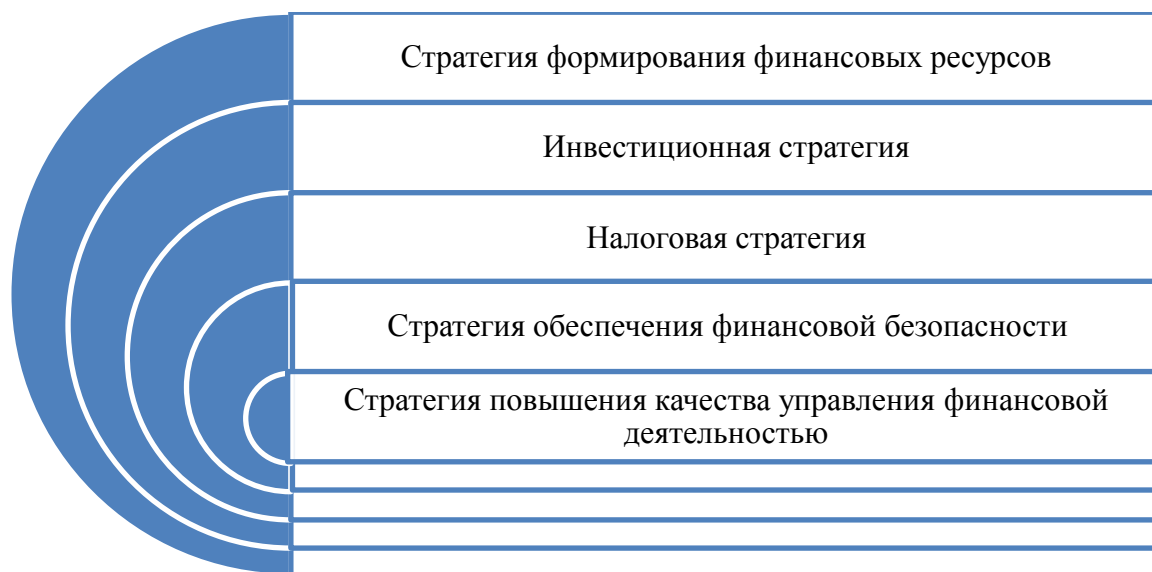 Стратегия формирования финансовых ресурсов
Инвестиционная стратегия
Налоговая стратегия
Стратегия обеспечения финансовой безопасности
Стратегия повышения качества управления финансовой
деятельностью